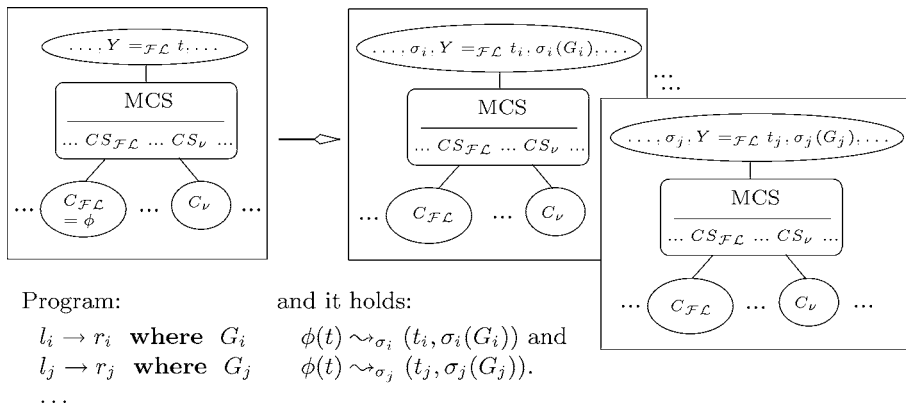 ..., Y =_{FL} t, ...
MCS
... CS_{FL} ... CS_ν ...
... C_{FL} = φ ... C_ν ...
..., σ_i, Y =_{FL} t_i, σ_i(G_i), ...
MCS
... CS_{FL} ... CS_ν ...
... C_{FL} ... C_ν ...
... ...
..., σ_j, Y =_{FL} t_j, σ_j(G_j), ...
MCS
... CS_{FL} ... CS_ν ...
... C_{FL} ... C_ν ...
Program:
l_i → r_i where G_i
l_j → r_j where G_j
...
and it holds:
φ(t) ⇝_{σ_i} (t_i, σ_i(G_i)) and
φ(t) ⇝_{σ_j} (t_j, σ_j(G_j)).